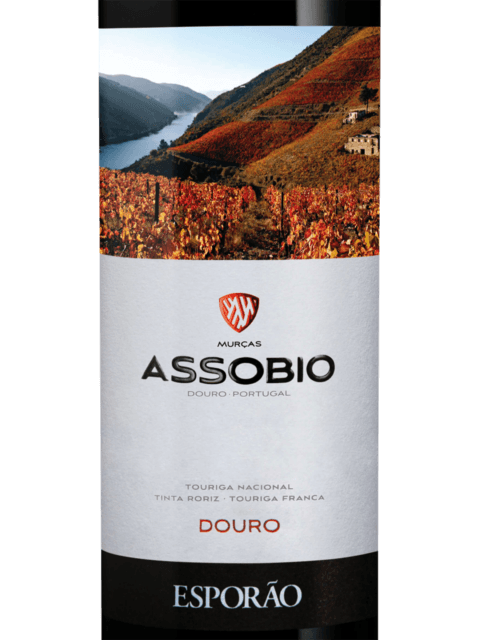 MURÇAS
ASSOBIO
DOURO · PORTUGAL
TOURIGA NACIONAL
TINTA RORIZ · TOURIGA FRANCA
DOURO
ESPORÃO